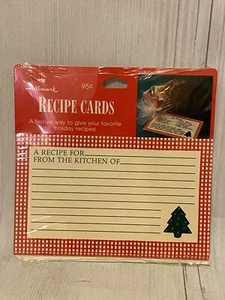 Hallmark
95¢
RECIPE CARDS
A festive way to give your favorite
holiday recipes!
A RECIPE FOR
FROM THE KITCHEN OF